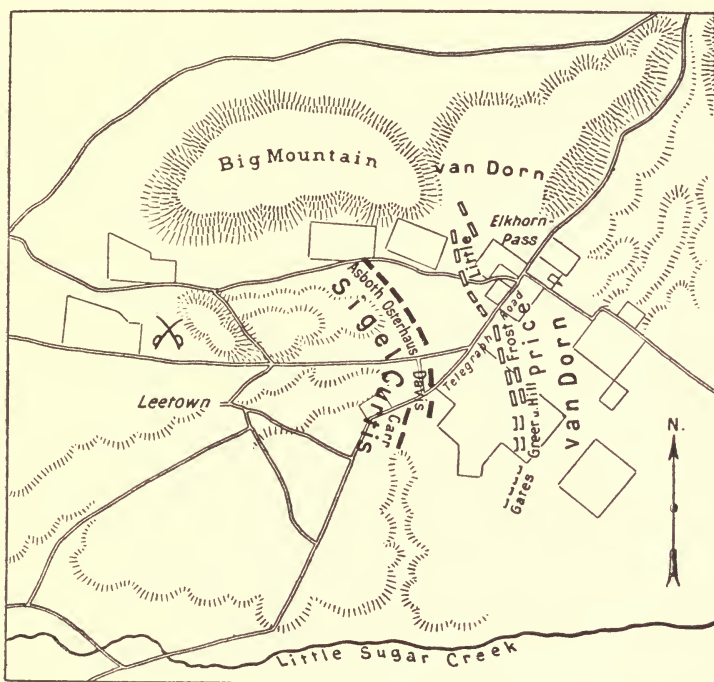 Big Mountain
van Dorn
Elkhorn-
Pass
Little
Asboth Osterhaus
Sigel
Curtis
Davis
Carr
Telegraph Road
Frost
Price
Greer u. Hill
van Dorn
Gates
Leetown
N.
Little Sugar Creek